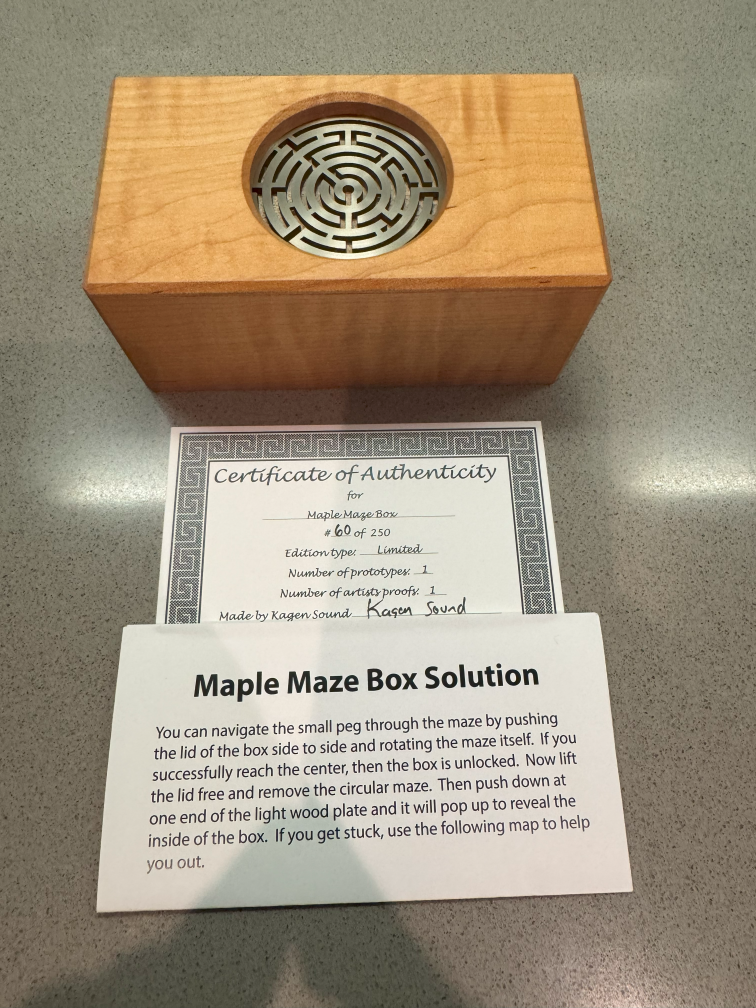 Certificate of Authenticity
for
Maple Maze Box
#60 of 250
Edition type: Limited
Number of prototypes: 1
Number of artists proofs: 1
Made by Kagen Sound Kagen Sound
Maple Maze Box Solution
You can navigate the small peg through the maze by pushing
the lid of the box side to side and rotating the maze itself. If you
successfully reach the center, then the box is unlocked. Now lift
the lid free and remove the circular maze. Then push down at
one end of the light wood plate and it will pop up to reveal the
inside of the box. If you get stuck, use the following map to help
you out.